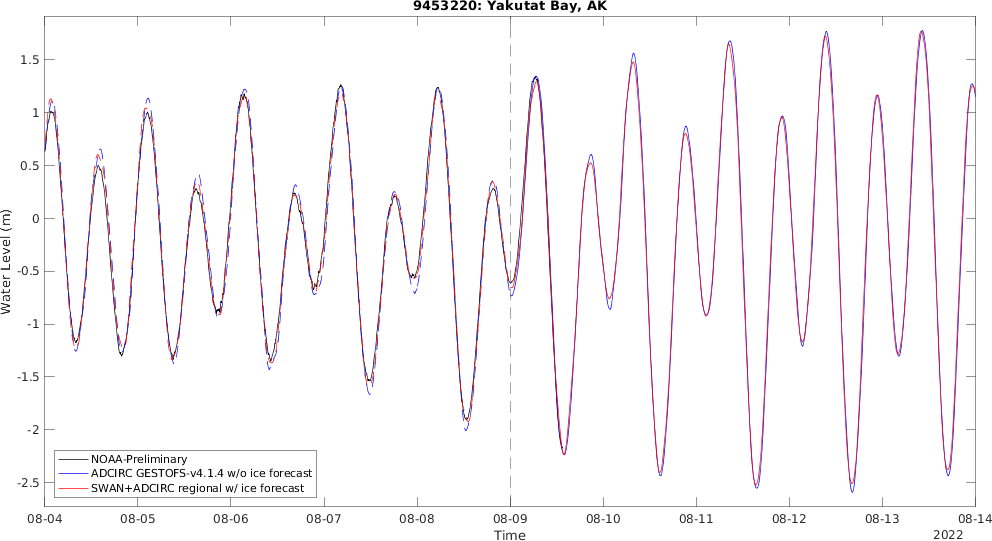 9453220: Yakutat Bay, AK
Water Level (m)
1.5
1
0.5
0
-0.5
-1
-1.5
-2
-2.5
NOAA-Preliminary
ADCIRC GESTOFS-v4.1.4 w/o ice forecast
SWAN+ADCIRC regional w/ ice forecast
08-04 08-05 08-06 08-07 08-08 08-09 08-10 08-11 08-12 08-13 08-14
Time
2022